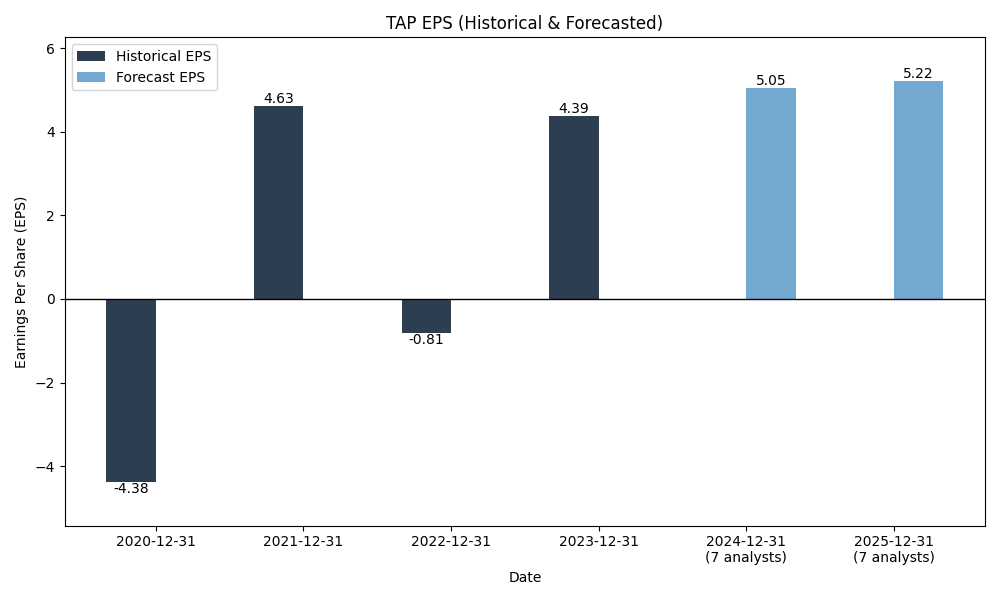 TAP EPS (Historical & Forecasted)
Historical EPS
Forecast EPS
Earnings Per Share (EPS)
6
4
2
0
−2
−4
-4.38
4.63
-0.81
4.39
5.05
5.22
2020-12-31
2021-12-31
2022-12-31
2023-12-31
2024-12-31
(7 analysts)
2025-12-31
(7 analysts)
Date